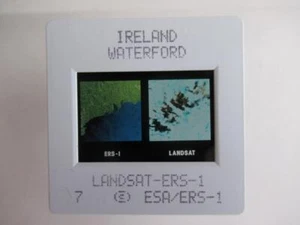 IRELAND
WATERFORD
ERS-1 LANDSAT
LANDSAT-ERS-1
7 (E) ESA/ERS-1